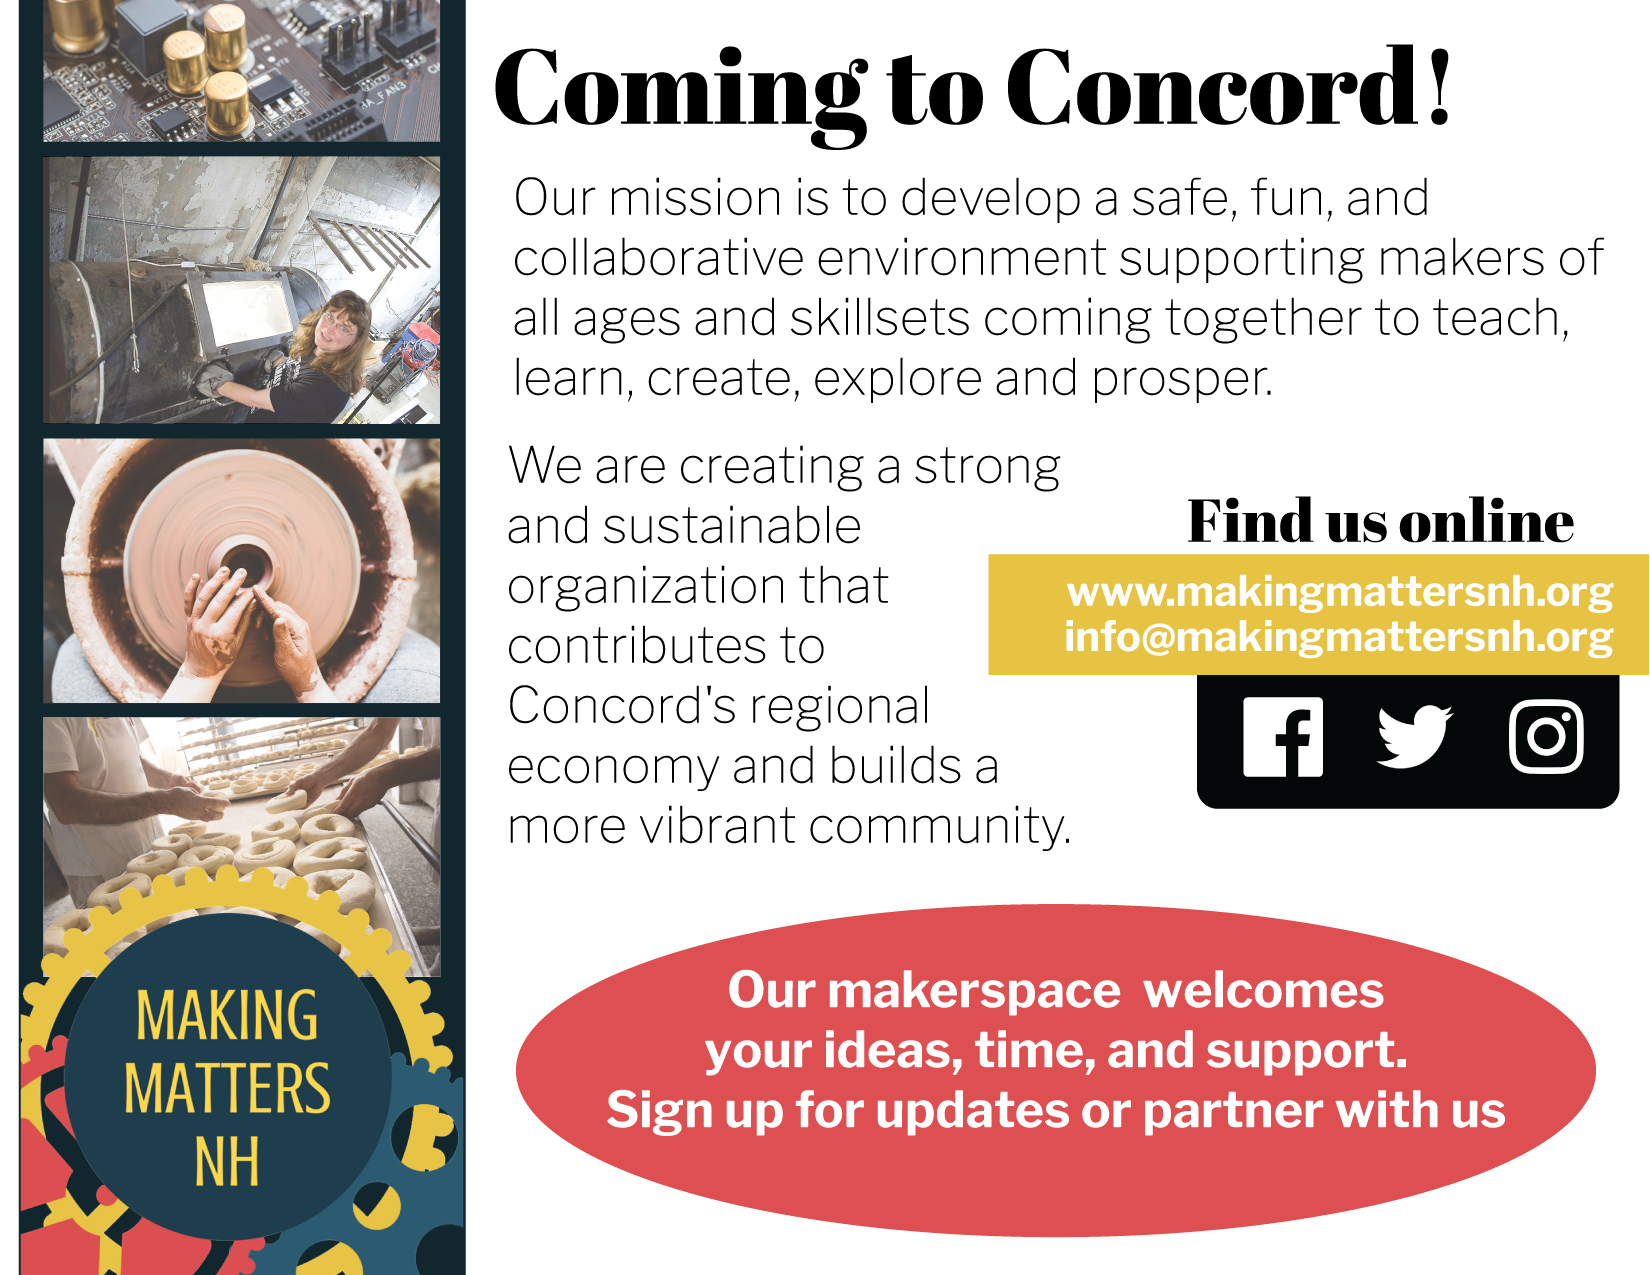 Coming to Concord!
Our mission is to develop a safe, fun, and
collaborative environment supporting makers of
all ages and skillsets coming together to teach,
learn, create, explore and prosper.
We are creating a strong
and sustainable
organization that
contributes to
Concord's regional
economy and builds a
more vibrant community.
Find us online
www.makingmattersnh.org
info@makingmattersnh.org
Our makerspace  welcomes
your ideas, time, and support.
Sign up for updates or partner with us
MAKING
MATTERS
NH